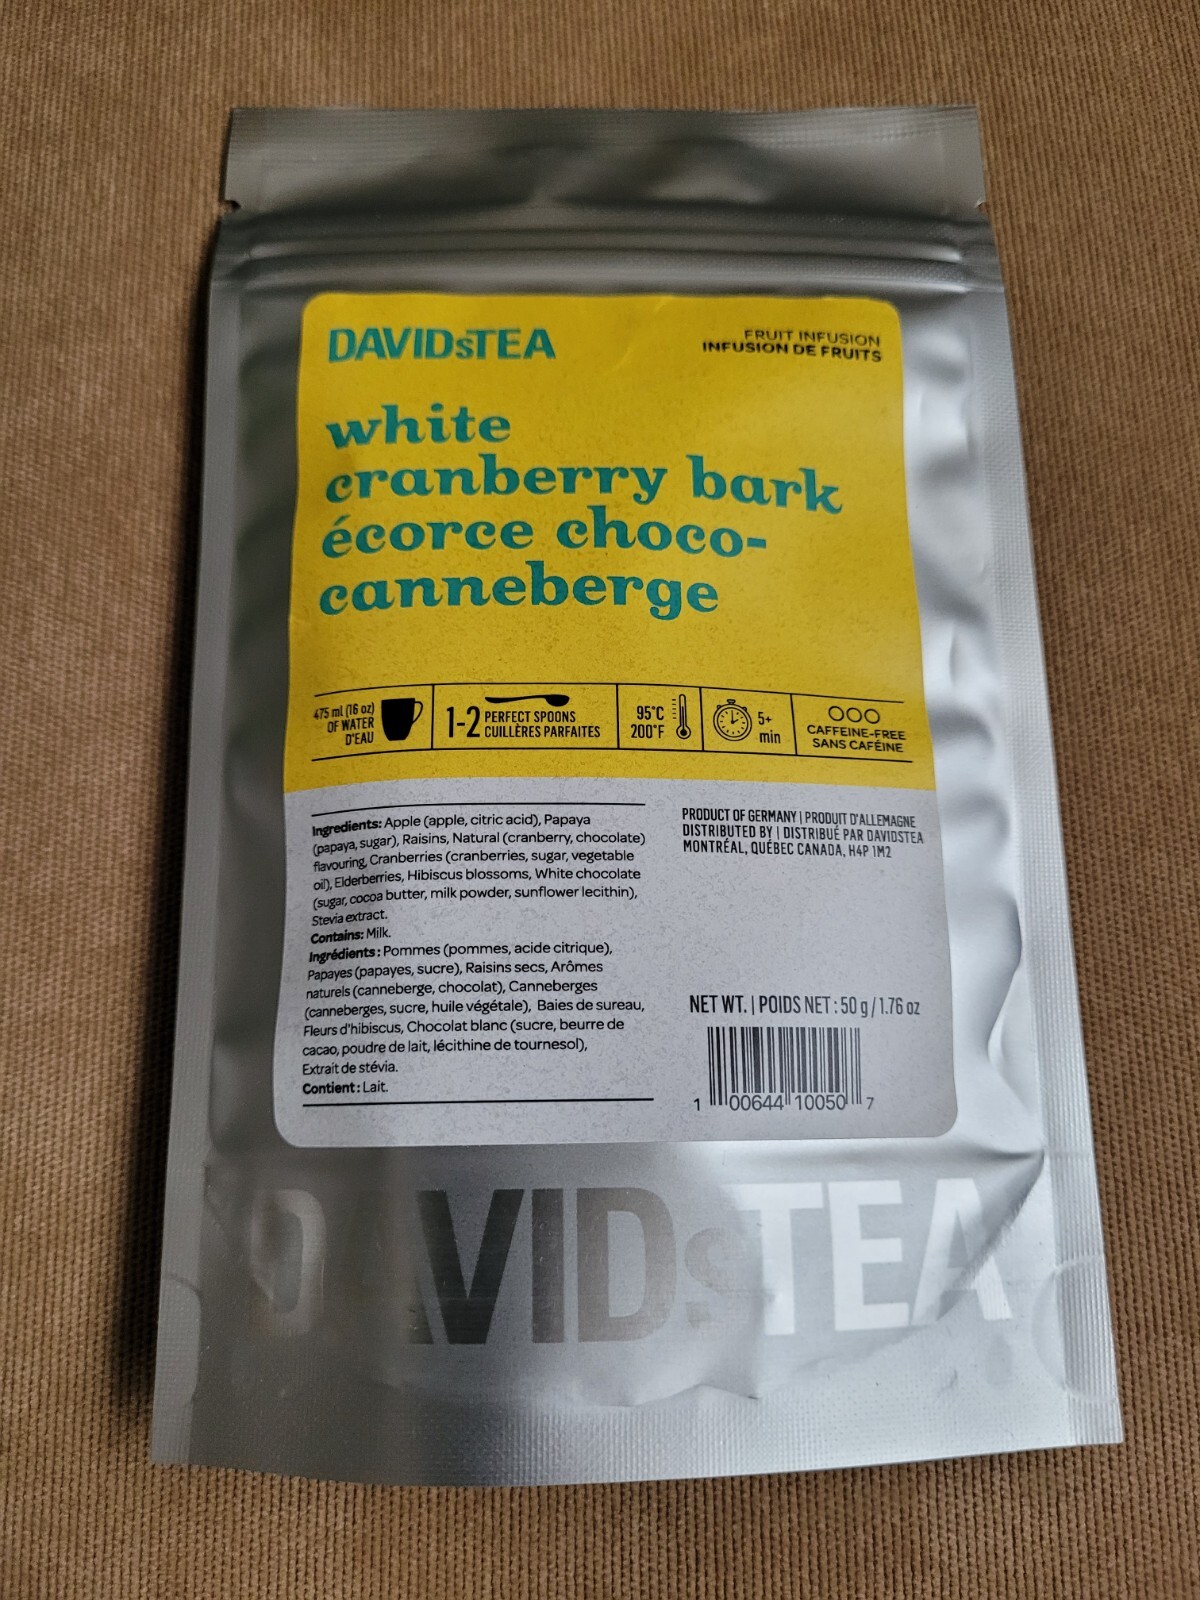 DAVIDsTEA
FRUIT INFUSION
INFUSION DE FRUITS
white
cranberry bark
écorce choco-
canneberge
475 ml (16 oz)
OF WATER
D'EAU
1-2 PERFECT SPOONS
CUILLÈRES PARFAITES
95°C
200°F
5+
min
CAFFEINE-FREE
SANS CAFÉINE
Ingredients: Apple (apple, citric acid), Papaya
(papaya, sugar), Raisins, Natural (cranberry, chocolate)
flavouring, Cranberries (cranberries, sugar, vegetable
oil), Elderberries, Hibiscus blossoms, White chocolate
(sugar, cocoa butter, milk powder, sunflower lecithin),
Stevia extract.
Contains: Milk.
Ingrédients : Pommes (pommes, acide citrique),
Papayes (papayes, sucre), Raisins secs, Arômes
naturels (canneberge, chocolat), Canneberges
(canneberges, sucre, huile végétale), Baies de sureau,
Fleurs d'hibiscus, Chocolat blanc (sucre, beurre de
cacao, poudre de lait, lécithine de tournesol),
Extrait de stévia.
Contient : Lait.
PRODUCT OF GERMANY | PRODUIT D'ALLEMAGNE
DISTRIBUTED BY | DISTRIBUÉ PAR DAVIDSTEA
MONTRÉAL, QUÉBEC CANADA, H4P 1M2
NET WT. | POIDS NET : 50 g / 1.76 oz
1 00644 10050 7
DAVIDsTEA